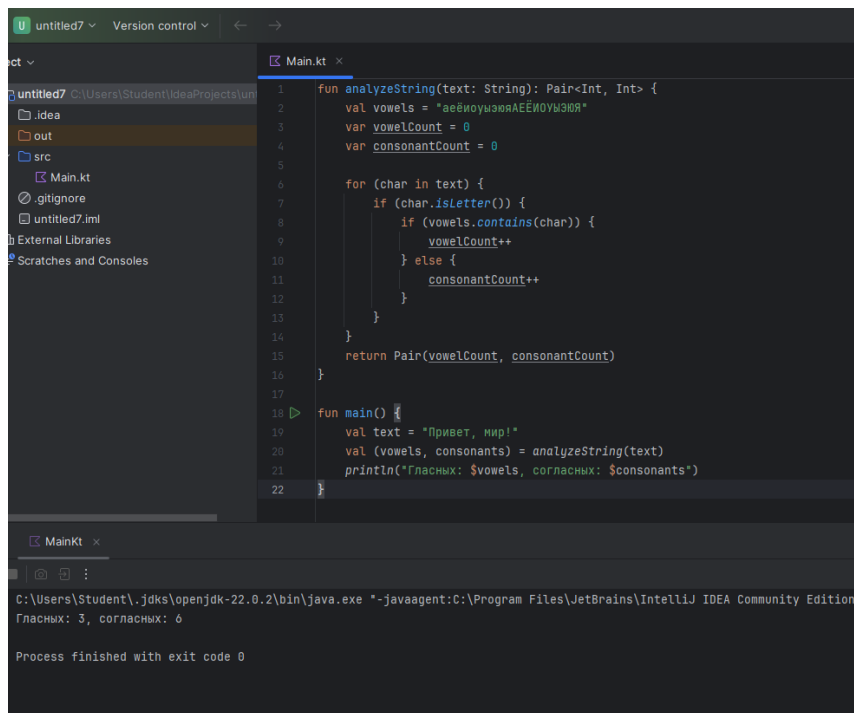 U untitled7 Version control
ect
Main.kt
untitled7 C:\Users\Student\IdeaProjects\unt
.idea
out
src
Main.kt
.gitignore
untitled7.iml
External Libraries
Scratches and Consoles
1 fun analyzeString(text: String): Pair<Int, Int> {
2 val vowels = "аеёиоуыэюяАЕЁИОУЫЭЮЯ"
3 var vowelCount = 0
4 var consonantCount = 0
5
6 for (char in text) {
7 if (char.isLetter()) {
8 if (vowels.contains(char)) {
9 vowelCount++
10 } else {
11 consonantCount++
12 }
13 }
14 }
15 return Pair(vowelCount, consonantCount)
16 }
17
18 fun main() {
19 val text = "Привет, мир!"
20 val (vowels, consonants) = analyzeString(text)
21 println("Гласных: $vowels, согласных: $consonants")
22 }
MainKt
C:\Users\Student\.jdks\openjdk-22.0.2\bin\java.exe "-javaagent:C:\Program Files\JetBrains\IntelliJ IDEA Community Edition
Гласных: 3, согласных: 6
Process finished with exit code 0